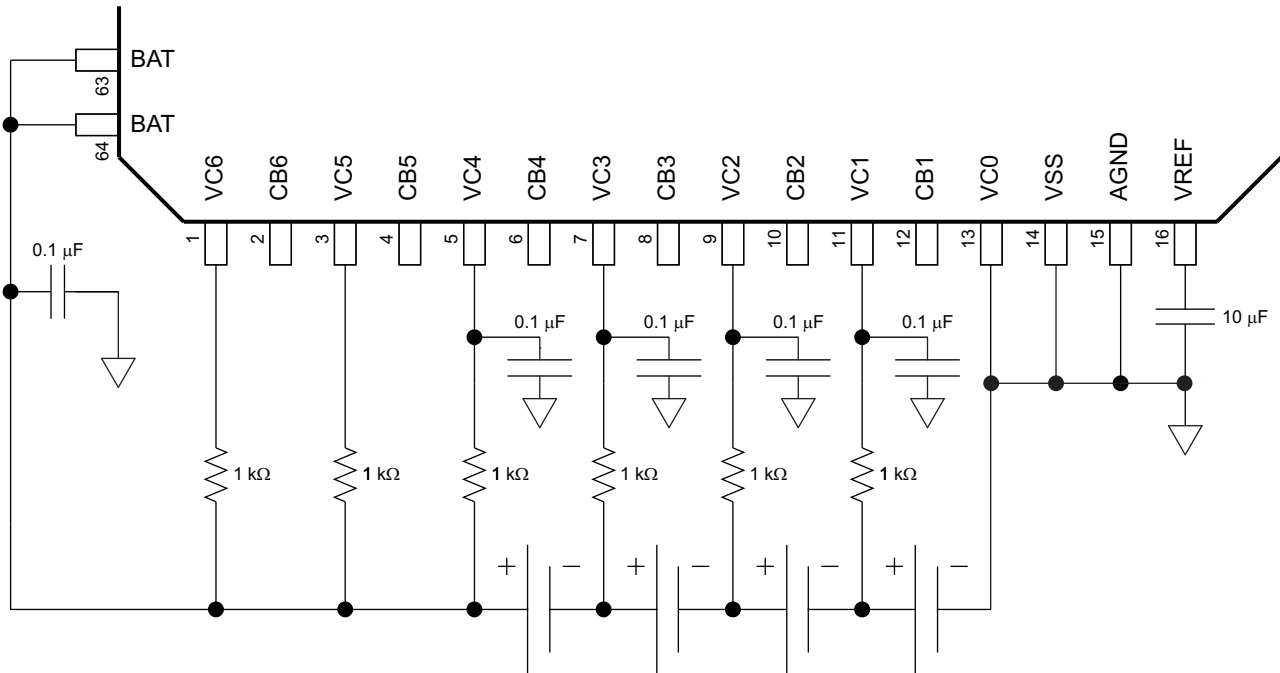 BAT
63
BAT
64
VC6
CB6
VC5
CB5
VC4
CB4
VC3
CB3
VC2
CB2
VC1
CB1
VC0
VSS
AGND
VREF
1
2
3
4
5
6
7
8
9
10
11
12
13
14
15
16
0.1 μF
0.1 μF
0.1 μF
0.1 μF
0.1 μF
10 μF
1 kΩ
1 kΩ
1 kΩ
1 kΩ
1 kΩ
1 kΩ
+ −
+ −
+ −
+ −